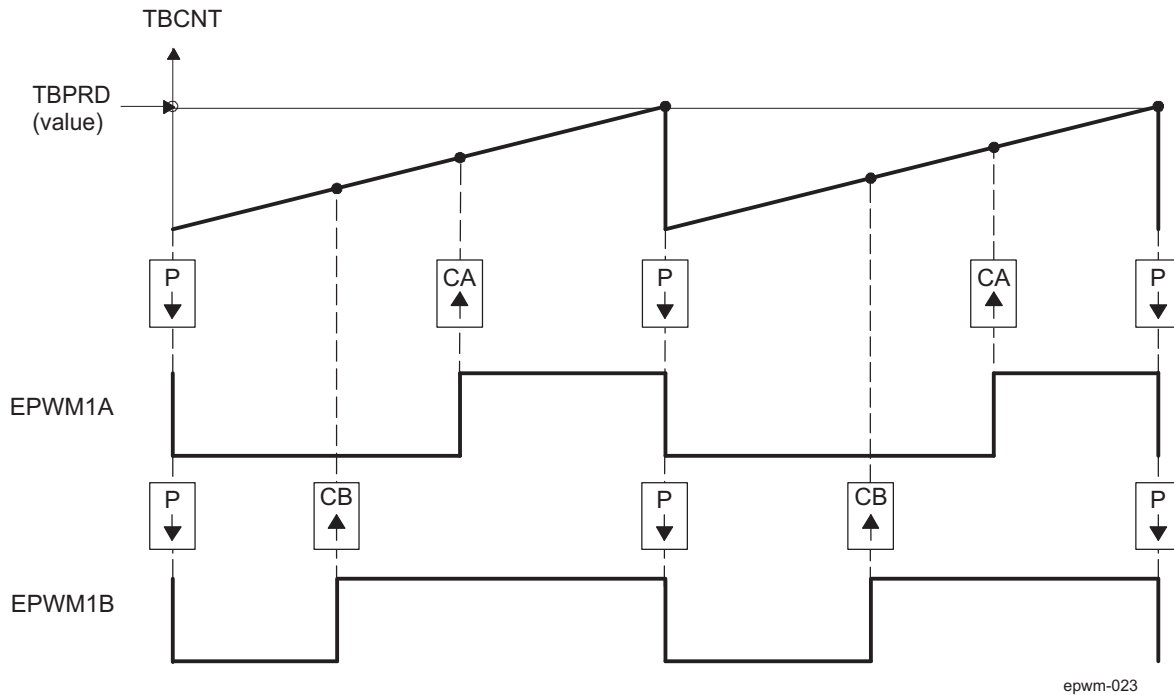 TBCNT
TBPRD
(value)
P
CA
P
CA
P
EPWM1A
P
CB
P
CB
P
EPWM1B
epwm-023